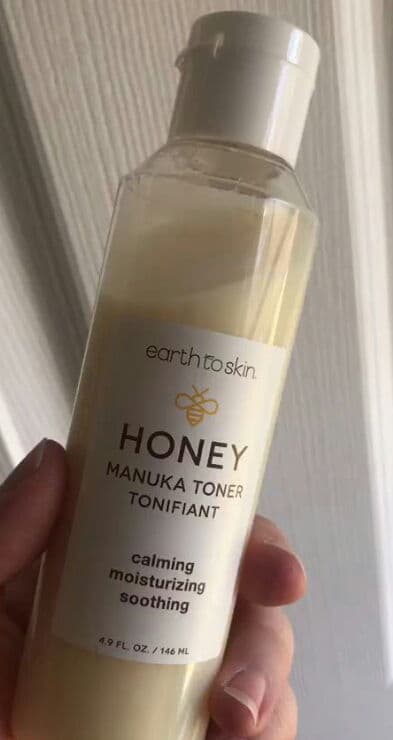 earth to skin.
HONEY
MANUKA TONER
TONIFIANT
calming
moisturizing
soothing
4.9 FL. OZ. / 146 ML